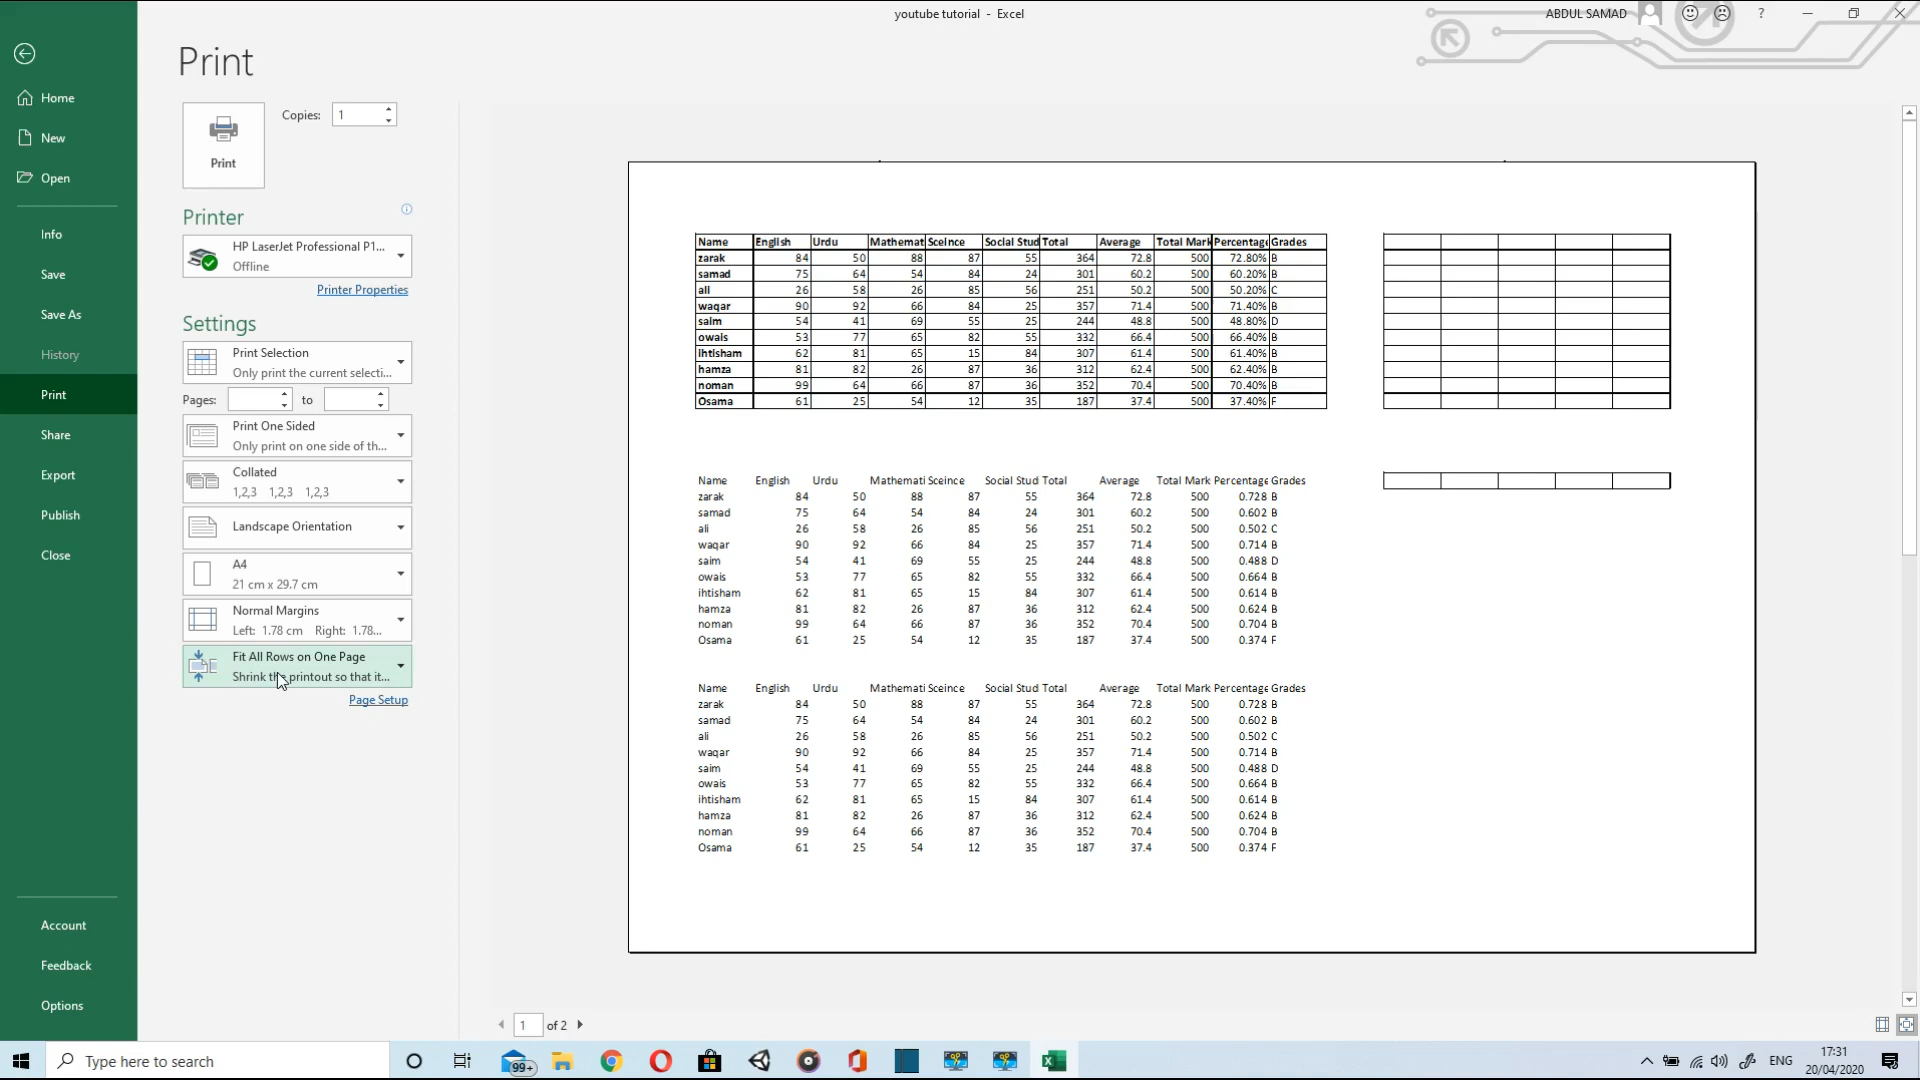 youtube tutorial - Excel
ABDUL SAMAD
?
Print
Home
New
Open
Info
Save
Save As
History
Print
Share
Export
Publish
Close
Account
Feedback
Options
Print
Copies: 1
Printer
HP LaserJet Professional P1...
Offline
Printer Properties
Settings
Print Selection
Only print the current selecti...
Pages: to
Print One Sided
Only print on one side of th...
Collated
1,2,3 1,2,3 1,2,3
Landscape Orientation
A4
21 cm x 29.7 cm
Normal Margins
Left: 1.78 cm Right: 1.78...
Fit All Rows on One Page
Shrink the printout so that it...
Page Setup
Name English Urdu Mathemat Sceince Social Stud Total Average Total Mark Percentage Grades
zarak 84 50 88 87 55 364 72.8 500 72.80% B
samad 75 64 54 84 24 301 60.2 500 60.20% B
ali 26 58 26 85 56 251 50.2 500 50.20% C
waqar 90 92 66 84 25 357 71.4 500 71.40% B
saim 54 41 69 55 25 244 48.8 500 48.80% D
owais 53 77 65 82 55 332 66.4 500 66.40% B
ihtisham 62 81 65 15 84 307 61.4 500 61.40% B
hamza 81 82 26 87 36 312 62.4 500 62.40% B
noman 99 64 66 87 36 352 70.4 500 70.40% B
Osama 61 25 54 12 35 187 37.4 500 37.40% F
Name English Urdu Mathemati Sceince Social Stud Total Average Total Mark Percentage Grades
zarak 84 50 88 87 55 364 72.8 500 0.728 B
samad 75 64 54 84 24 301 60.2 500 0.602 B
ali 26 58 26 85 56 251 50.2 500 0.502 C
waqar 90 92 66 84 25 357 71.4 500 0.714 B
saim 54 41 69 55 25 244 48.8 500 0.488 D
owais 53 77 65 82 55 332 66.4 500 0.664 B
ihtisham 62 81 65 15 84 307 61.4 500 0.614 B
hamza 81 82 26 87 36 312 62.4 500 0.624 B
noman 99 64 66 87 36 352 70.4 500 0.704 B
Osama 61 25 54 12 35 187 37.4 500 0.374 F
Name English Urdu Mathemati Sceince Social Stud Total Average Total Mark Percentage Grades
zarak 84 50 88 87 55 364 72.8 500 0.728 B
samad 75 64 54 84 24 301 60.2 500 0.602 B
ali 26 58 26 85 56 251 50.2 500 0.502 C
waqar 90 92 66 84 25 357 71.4 500 0.714 B
saim 54 41 69 55 25 244 48.8 500 0.488 D
owais 53 77 65 82 55 332 66.4 500 0.664 B
ihtisham 62 81 65 15 84 307 61.4 500 0.614 B
hamza 81 82 26 87 36 312 62.4 500 0.624 B
noman 99 64 66 87 36 352 70.4 500 0.704 B
Osama 61 25 54 12 35 187 37.4 500 0.374 F
1 of 2
Type here to search
99+
ENG
17:31
20/04/2020